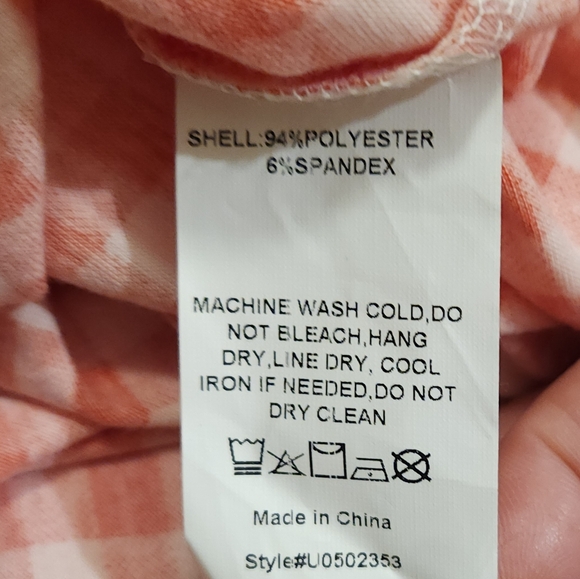 SHELL:94%POLYESTER
6%SPANDEX
MACHINE WASH COLD,DO
NOT BLEACH,HANG
DRY,LINE DRY, COOL
IRON IF NEEDED,DO NOT
DRY CLEAN
Made in China
Style#U0502353